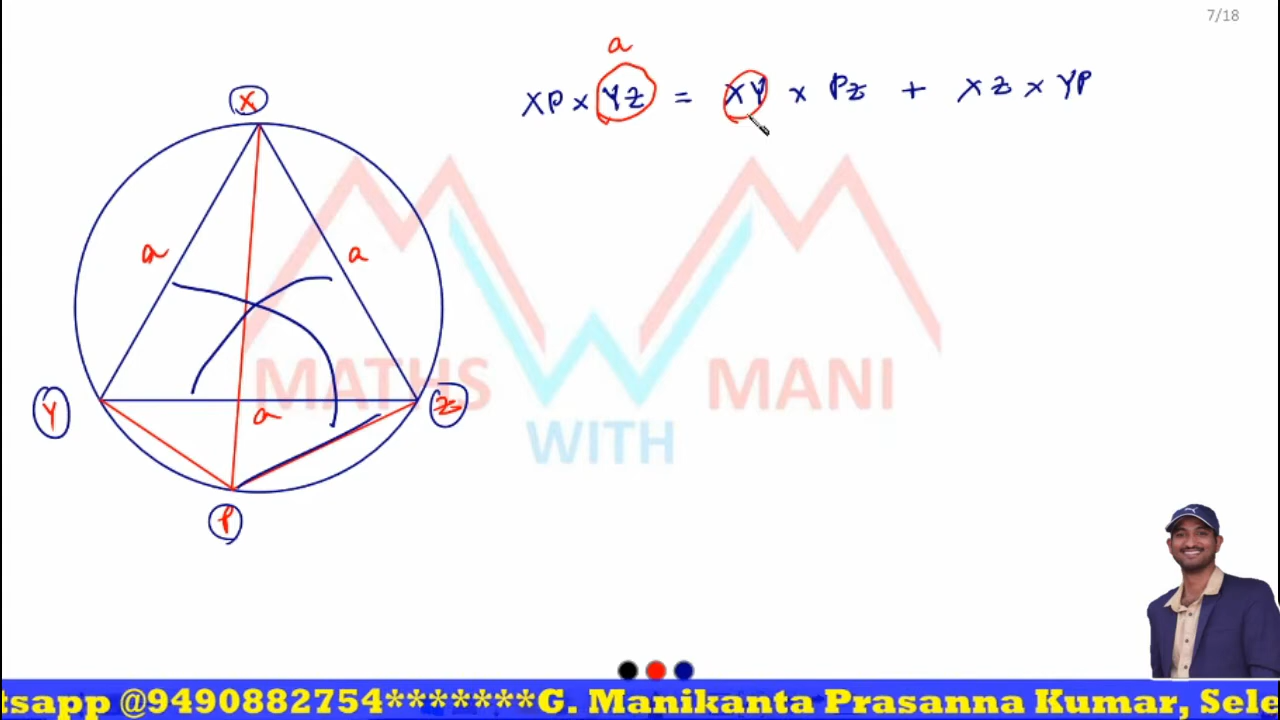 7/18
a
XP × YZ = XY × PZ + XZ × YP
X
a
a
Y
a
Z
P
MATHS
WITH
MANI
tsapp @9490882754*******G. Manikanta Prasanna Kumar, Sele